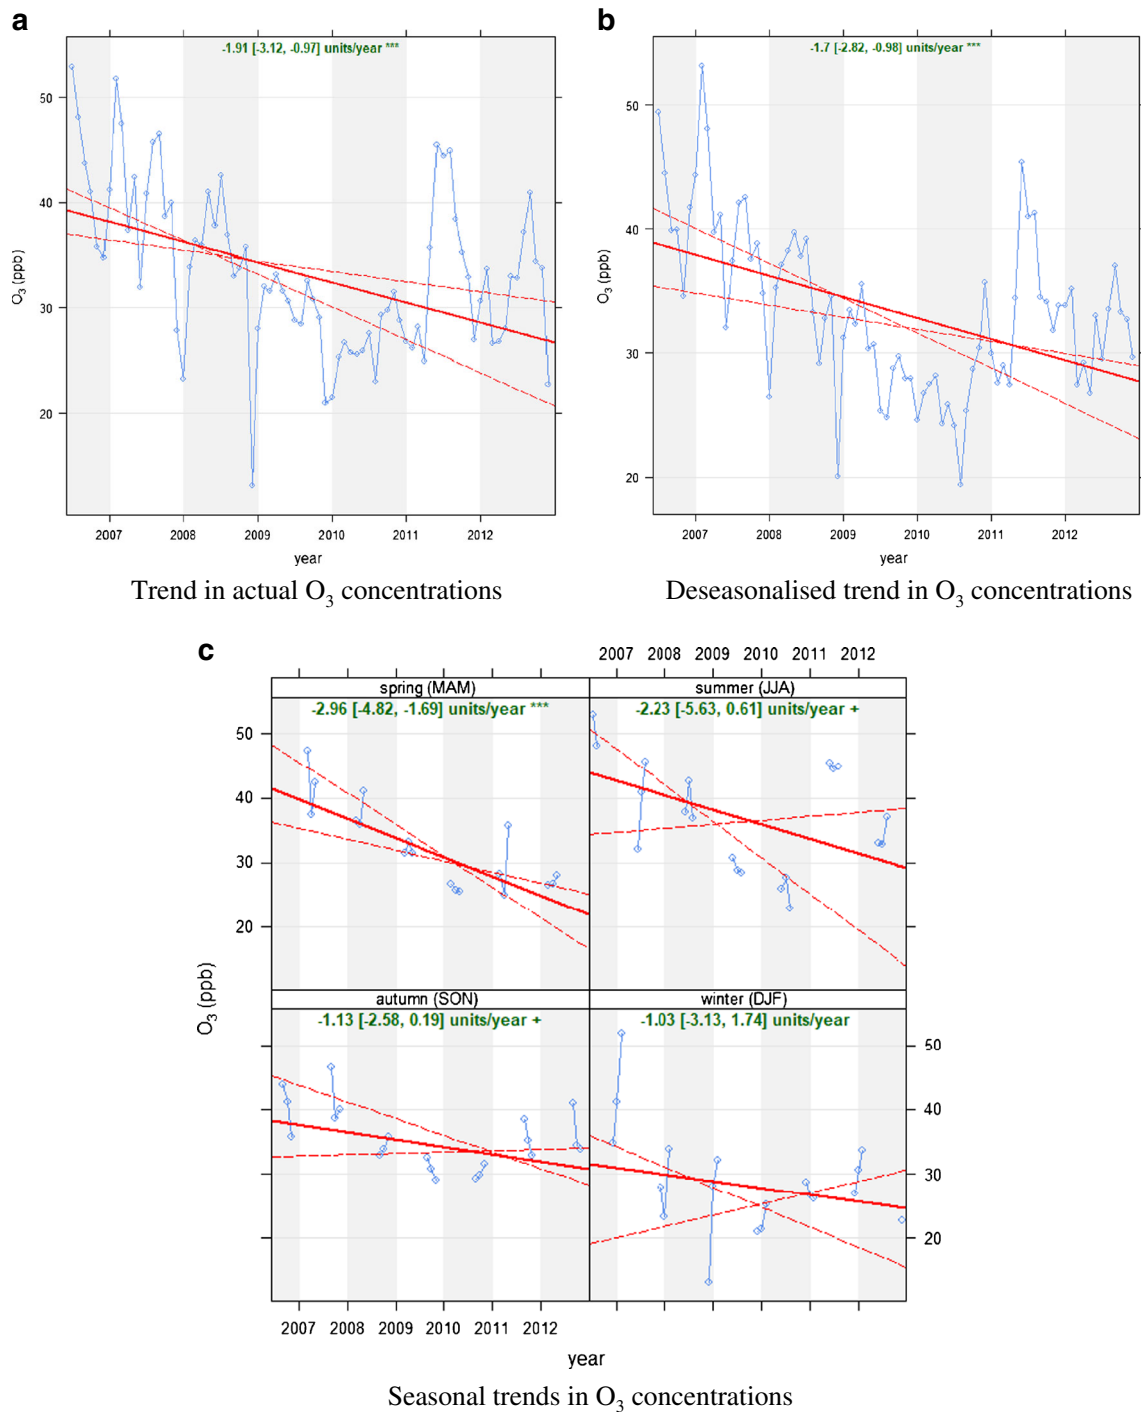 a
-1.91 [-3.12, -0.97] units/year ***
50
40
30
20
O₃ (ppb)
2007 2008 2009 2010 2011 2012
year
Trend in actual O₃ concentrations
b
-1.7 [-2.82, -0.98] units/year ***
50
40
30
20
O₃ (ppb)
2007 2008 2009 2010 2011 2012
year
Deseasonalised trend in O₃ concentrations
c
2007 2008 2009 2010 2011 2012
spring (MAM)
-2.96 [-4.82, -1.69] units/year ***
summer (JJA)
-2.23 [-5.63, 0.61] units/year +
50
40
30
20
O₃ (ppb)
autumn (SON)
-1.13 [-2.58, 0.19] units/year +
winter (DJF)
-1.03 [-3.13, 1.74] units/year
50
40
30
20
2007 2008 2009 2010 2011 2012
year
Seasonal trends in O₃ concentrations